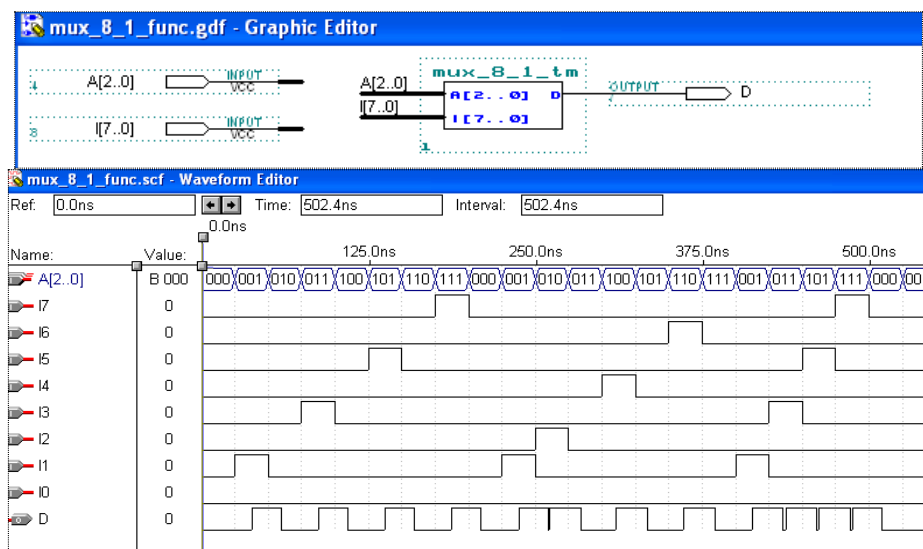 mux_8_1_func.gdf - Graphic Editor
A[2..0] INPUT VCC
I[7..0] INPUT VCC
4
8
A[2..0]
I[7..0]
mux_8_1_tm
A[2..0] D
I[7..0]
1
OUTPUT D
mux_8_1_func.scf - Waveform Editor
Ref: 0.0ns Time: 502.4ns Interval: 502.4ns
0.0ns
Name: Value: 125.0ns 250.0ns 375.0ns 500.0ns
A[2..0] B 000 000 001 010 011 100 101 110 111 000 001 010 011 100 101 110 111 001 011 101 111 000 00
I7 0
I6 0
I5 0
I4 0
I3 0
I2 0
I1 0
I0 0
D 0